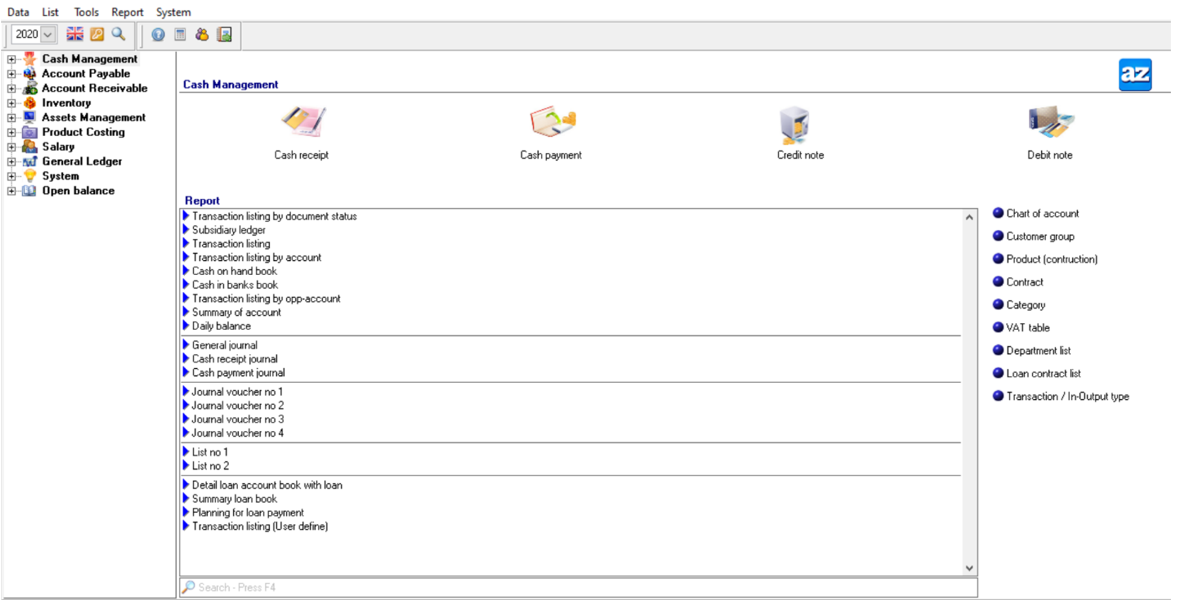 Data List Tools Report System
2020
Cash Management
Account Payable
Account Receivable
Inventory
Assets Management
Product Costing
Salary
General Ledger
System
Open balance
az
Cash Management
Cash receipt Cash payment Credit note Debit note
Report
Transaction listing by document status
Subsidiary ledger
Transaction listing
Transaction listing by account
Cash on hand book
Cash in banks book
Transaction listing by opp-account
Summary of account
Daily balance
General journal
Cash receipt journal
Cash payment journal
Journal voucher no 1
Journal voucher no 2
Journal voucher no 3
Journal voucher no 4
List no 1
List no 2
Detail loan account book with loan
Summary loan book
Planning for loan payment
Transaction listing (User define)
Search - Press F4
Chart of account
Customer group
Product (contruction)
Contract
Category
VAT table
Department list
Loan contract list
Transaction / In-Output type